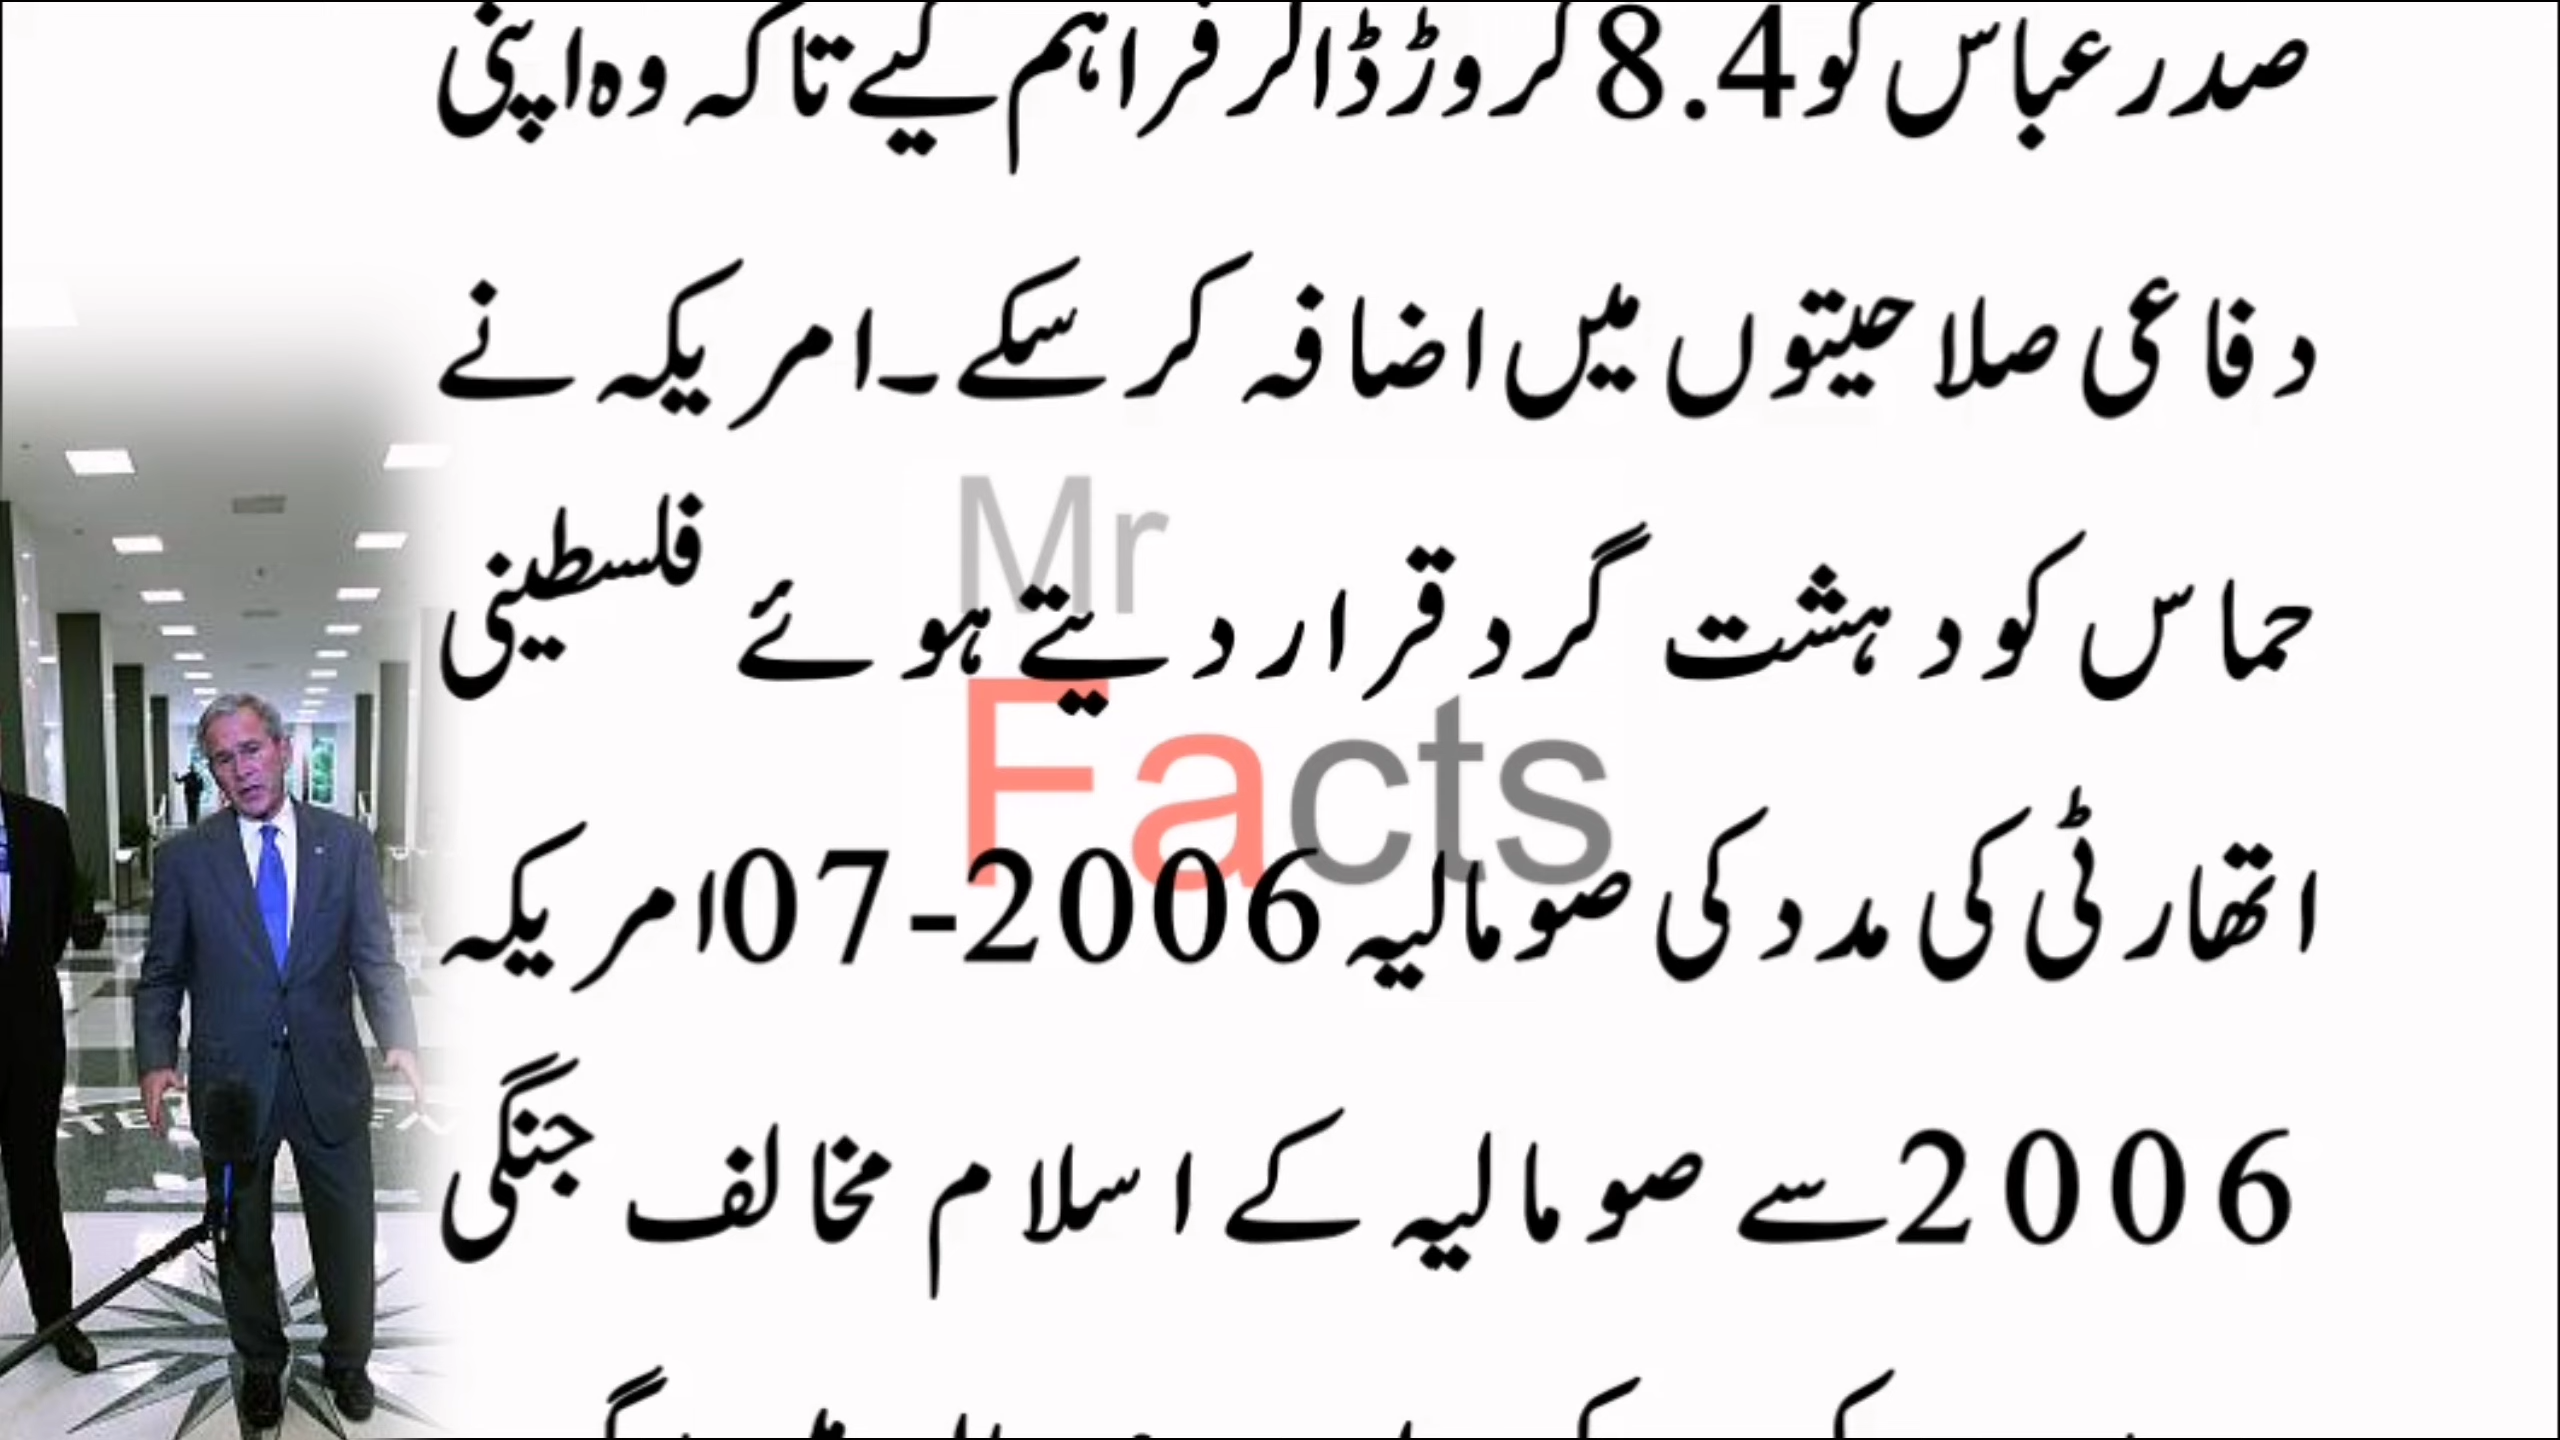 صدر عباس کو 8.4 کروڑ ڈالر فراہم کیے تاکہ وہ اپنی
دفاعی صلاحیتوں میں اضافہ کر سکے۔ امریکہ نے
حماس کو دہشت گرد قرار دیتے ہوئے فلسطینی
اتھارٹی کی مدد کی صومالیہ 2006-07 امریکہ
2006 سے صومالیہ کے اسلام مخالف جنگی
Mr
Facts